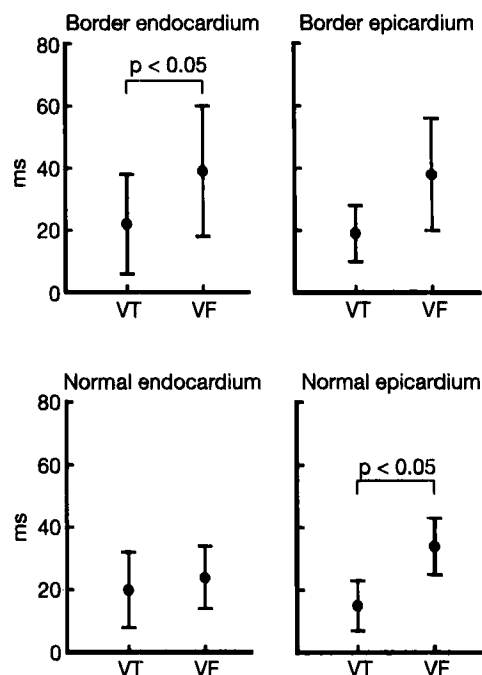 Border endocardium
Border epicardium
80
60
40
20
0
ms
p < 0.05
VT VF
VT VF
Normal endocardium
Normal epicardium
80
60
40
20
0
ms
p < 0.05
VT VF
VT VF